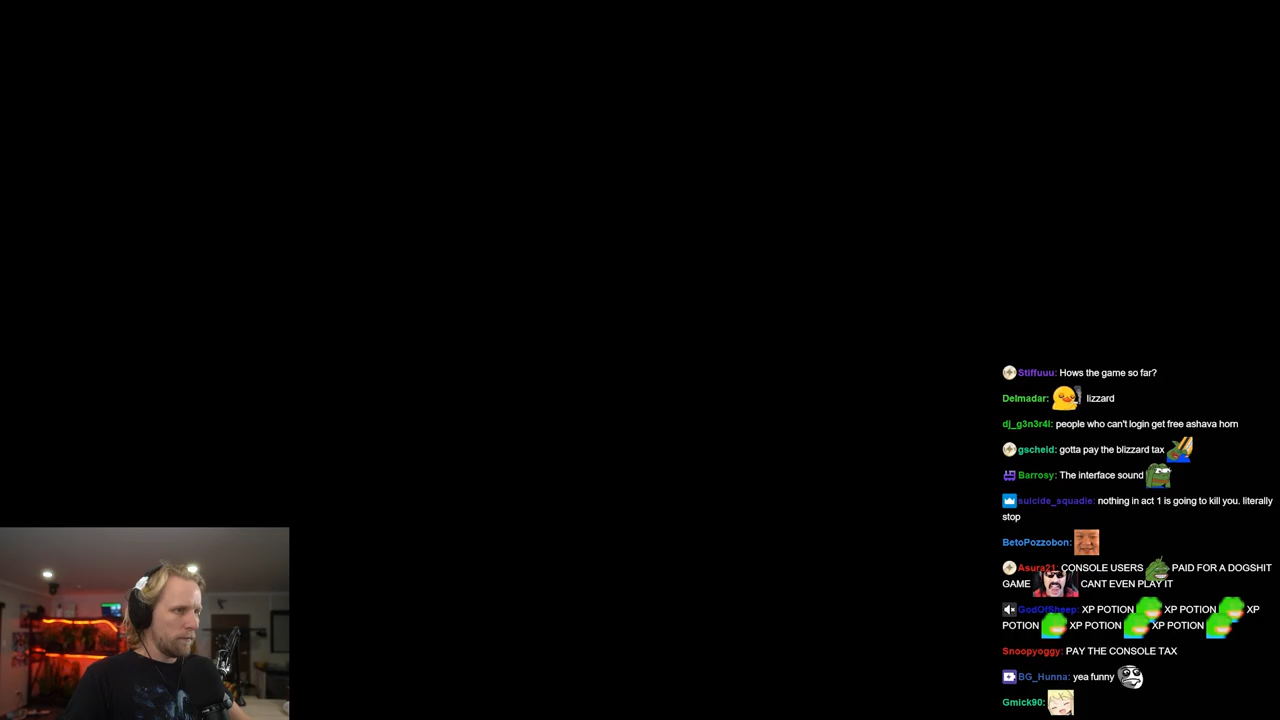 Stiffuuu: Hows the game so far?
Delmadar: lizzard
dj_g3n3r4l: people who can't login get free ashava horn
gscheid: gotta pay the blizzard tax
Barrosy: The interface sound
suicide_squadie: nothing in act 1 is going to kill you. literally
stop
BetoPozzobon:
Asura21: CONSOLE USERS PAID FOR A DOGSHIT
GAME CANT EVEN PLAY IT
GodOfSheep: XP POTION XP POTION XP
POTION XP POTION XP POTION
Snoopyoggy: PAY THE CONSOLE TAX
BG_Hunna: yea funny
Gmick90: